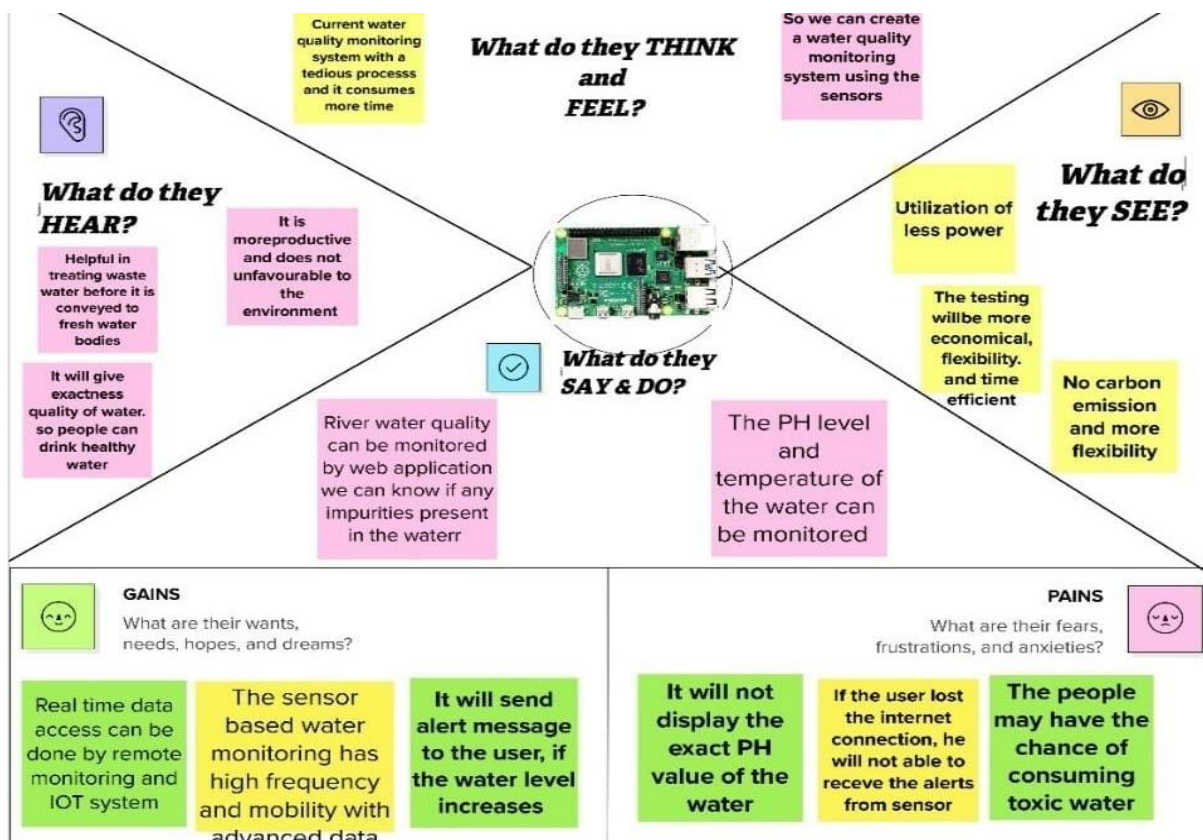 Current water
quality monitoring
system with a
tedious processs
and it consumes
more time
What do they THINK
and
FEEL?
So we can create
a water quality
monitoring
system using the
sensors
What do they
HEAR?
Helpful in
treating waste
water before it is
conveyed to
fresh water
bodies
It is
moreproductive
and does not
unfavourable to
the
environment
It will give
exactness
quality of water.
so people can
drink healthy
water
What do
they SEE?
Utilization of
less power
The testing
willbe more
economical,
flexibility.
and time
efficient
No carbon
emission
and more
flexibility
What do they
SAY & DO?
River water quality
can be monitored
by web application
we can know if any
impurities present
in the waterr
The PH level
and
temperature of
the water can
be monitored
GAINS
What are their wants,
needs, hopes, and dreams?
Real time data
access can be
done by remote
monitoring and
IOT system
The sensor
based water
monitoring has
high frequency
and mobility with
advanced data
It will send
alert message
to the user, if
the water level
increases
PAINS
What are their fears,
frustrations, and anxieties?
It will not
display the
exact PH
value of the
water
If the user lost
the internet
connection, he
will not able to
receve the alerts
from sensor
The people
may have the
chance of
consuming
toxic water